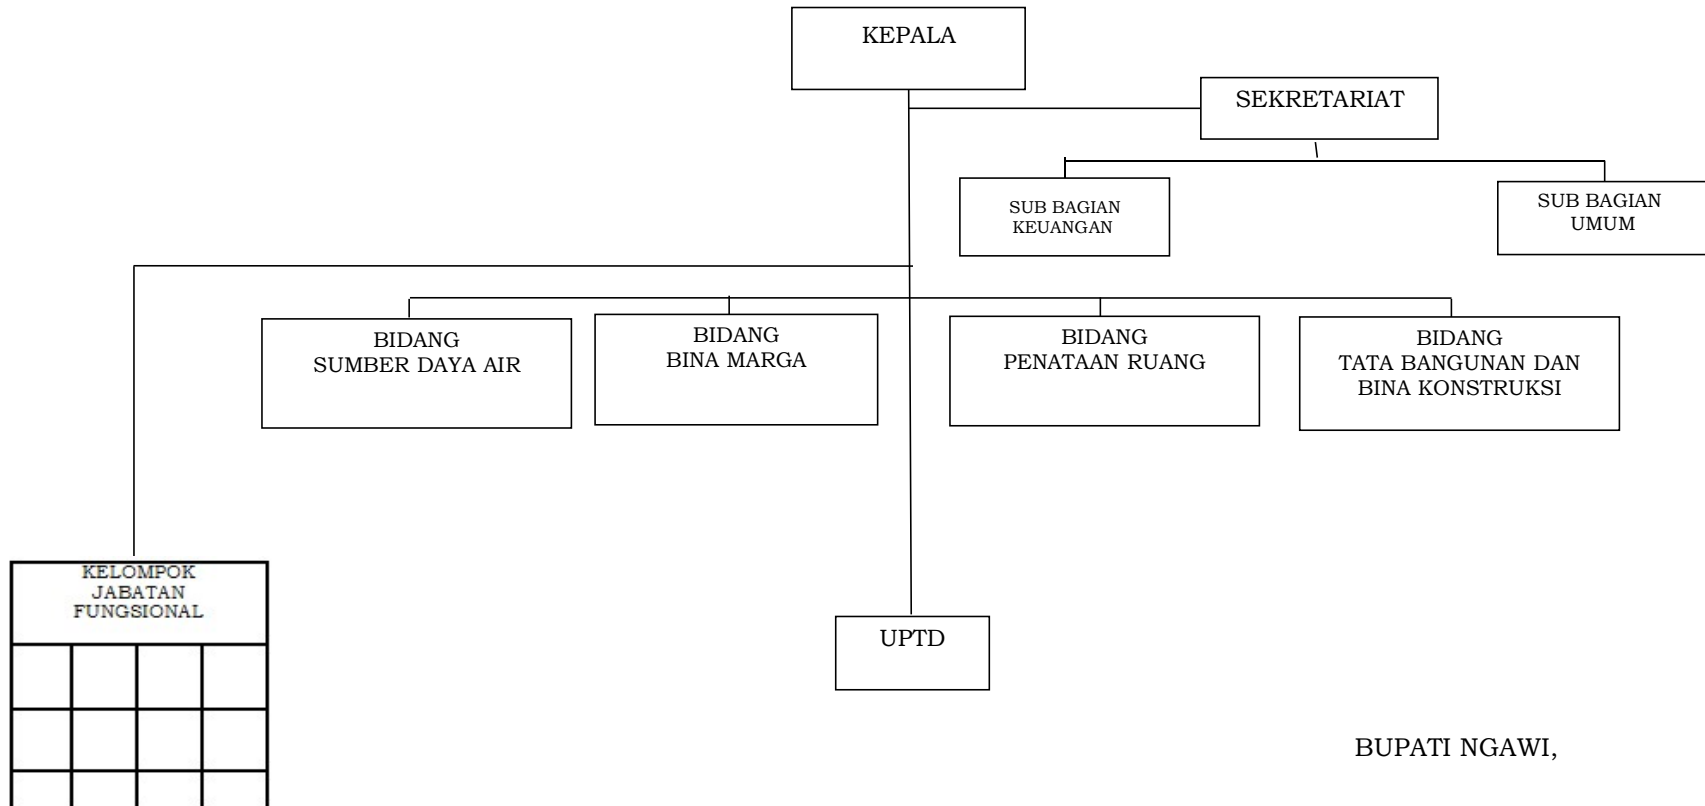 KEPALA
SEKRETARIAT
SUB BAGIAN
KEUANGAN
SUB BAGIAN
UMUM
BIDANG
SUMBER DAYA AIR
BIDANG
BINA MARGA
BIDANG
PENATAAN RUANG
BIDANG
TATA BANGUNAN DAN
BINA KONSTRUKSI
KELOMPOK
JABATAN
FUNGSIONAL
UPTD
BUPATI NGAWI,